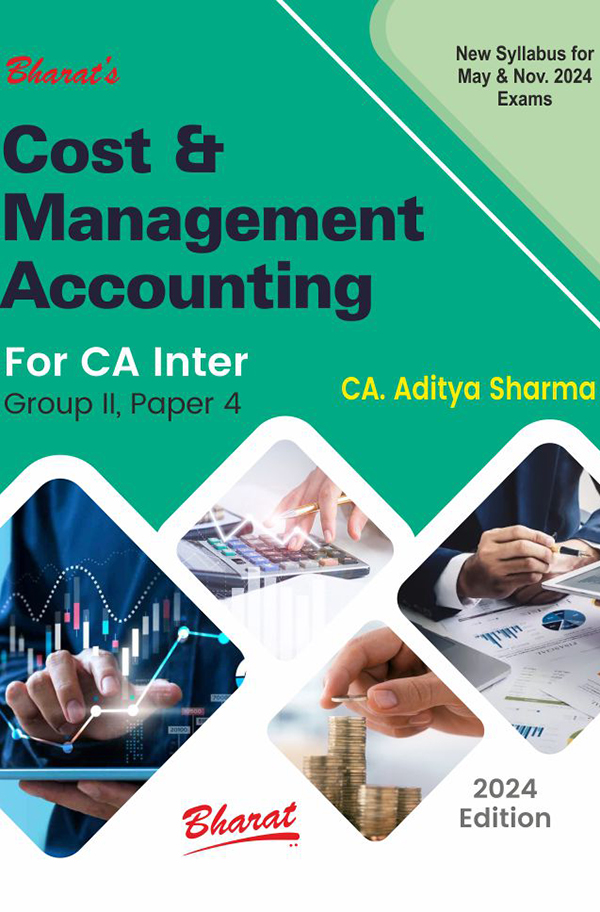 Bharat's
New Syllabus for
May & Nov. 2024
Exams
Cost &
Management
Accounting
For CA Inter
Group II, Paper 4
CA. Aditya Sharma
Bharat
2024
Edition